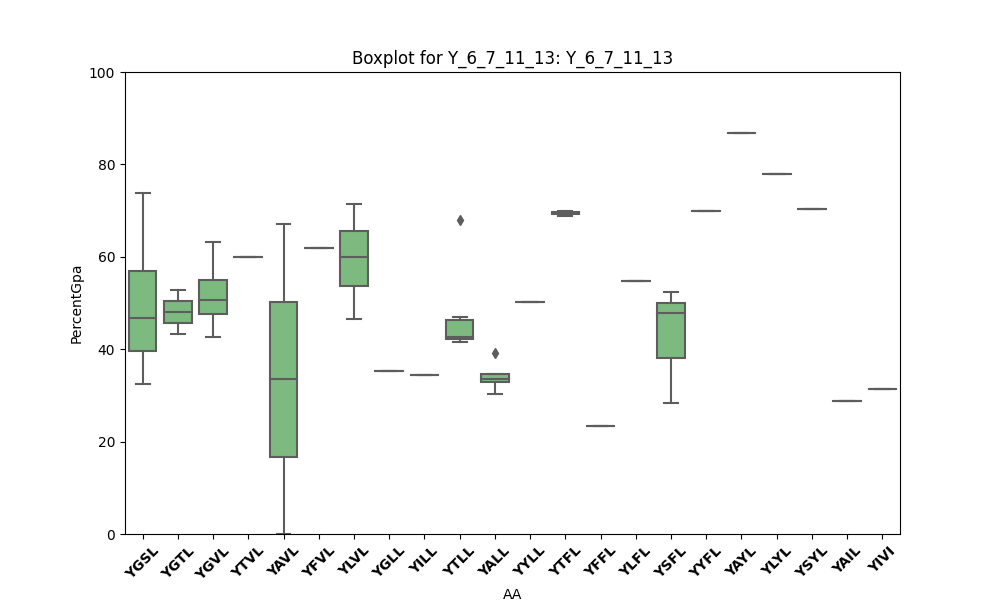 Boxplot for Y_6_7_11_13: Y_6_7_11_13
100
80
60
40
20
0
PercentGpa
YGSL YGTL YGVL YTVL YAVL YFVL YLVL YGLL YILL YTLL YALL YYLL YTFL YFFL YLFL YSFL YYFL YAYL YLYL YSYL YAIL YIVI
AA